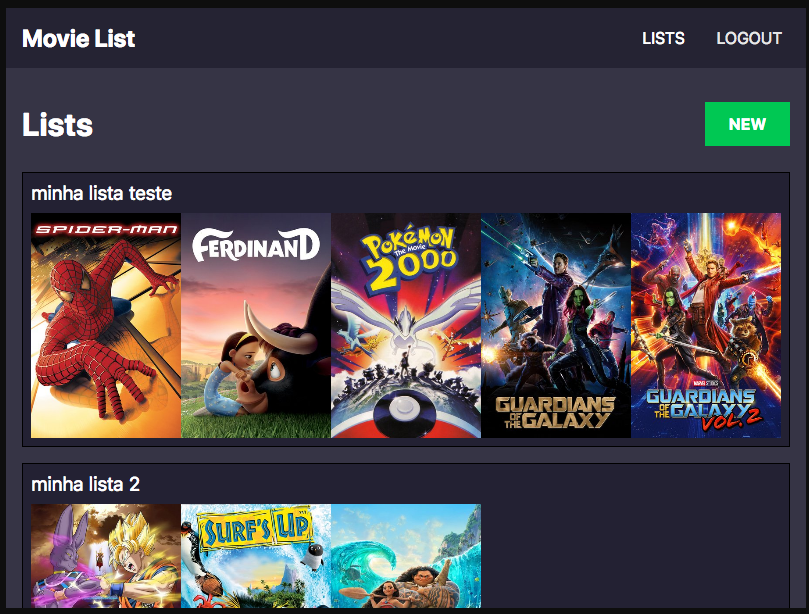 Movie List
LISTS
LOGOUT
Lists
NEW
minha lista teste
SPIDER-MAN
FERDINAND
POKéMON
The Movie
2000
GUARDIANS
OF THE GALAXY
MARVEL STUDIOS
GUARDIANS
OF THE GALAXY
VOL. 2
minha lista 2
SURF'S UP